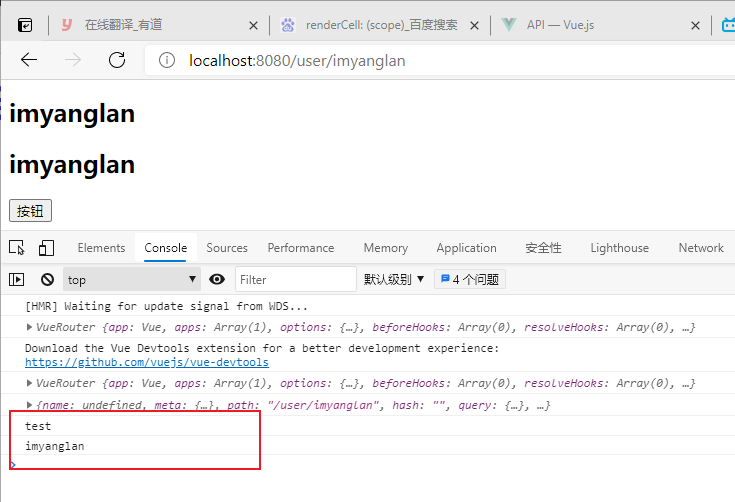 在线翻译_有道
renderCell: (scope)_百度搜索
API — Vue.js
localhost:8080/user/imyanglan
imyanglan
imyanglan
按钮
Elements Console Sources Performance Memory Application 安全性 Lighthouse Network
top Filter 默认级别 4 个问题
[HMR] Waiting for update signal from WDS...
VueRouter {app: Vue, apps: Array(1), options: {…}, beforeHooks: Array(0), resolveHooks: Array(0), …}
Download the Vue Devtools extension for a better development experience:
https://github.com/vuejs/vue-devtools
VueRouter {app: Vue, apps: Array(1), options: {…}, beforeHooks: Array(0), resolveHooks: Array(0), …}
{name: undefined, meta: {…}, path: "/user/imyanglan", hash: "", query: {…}, …}
test
imyanglan